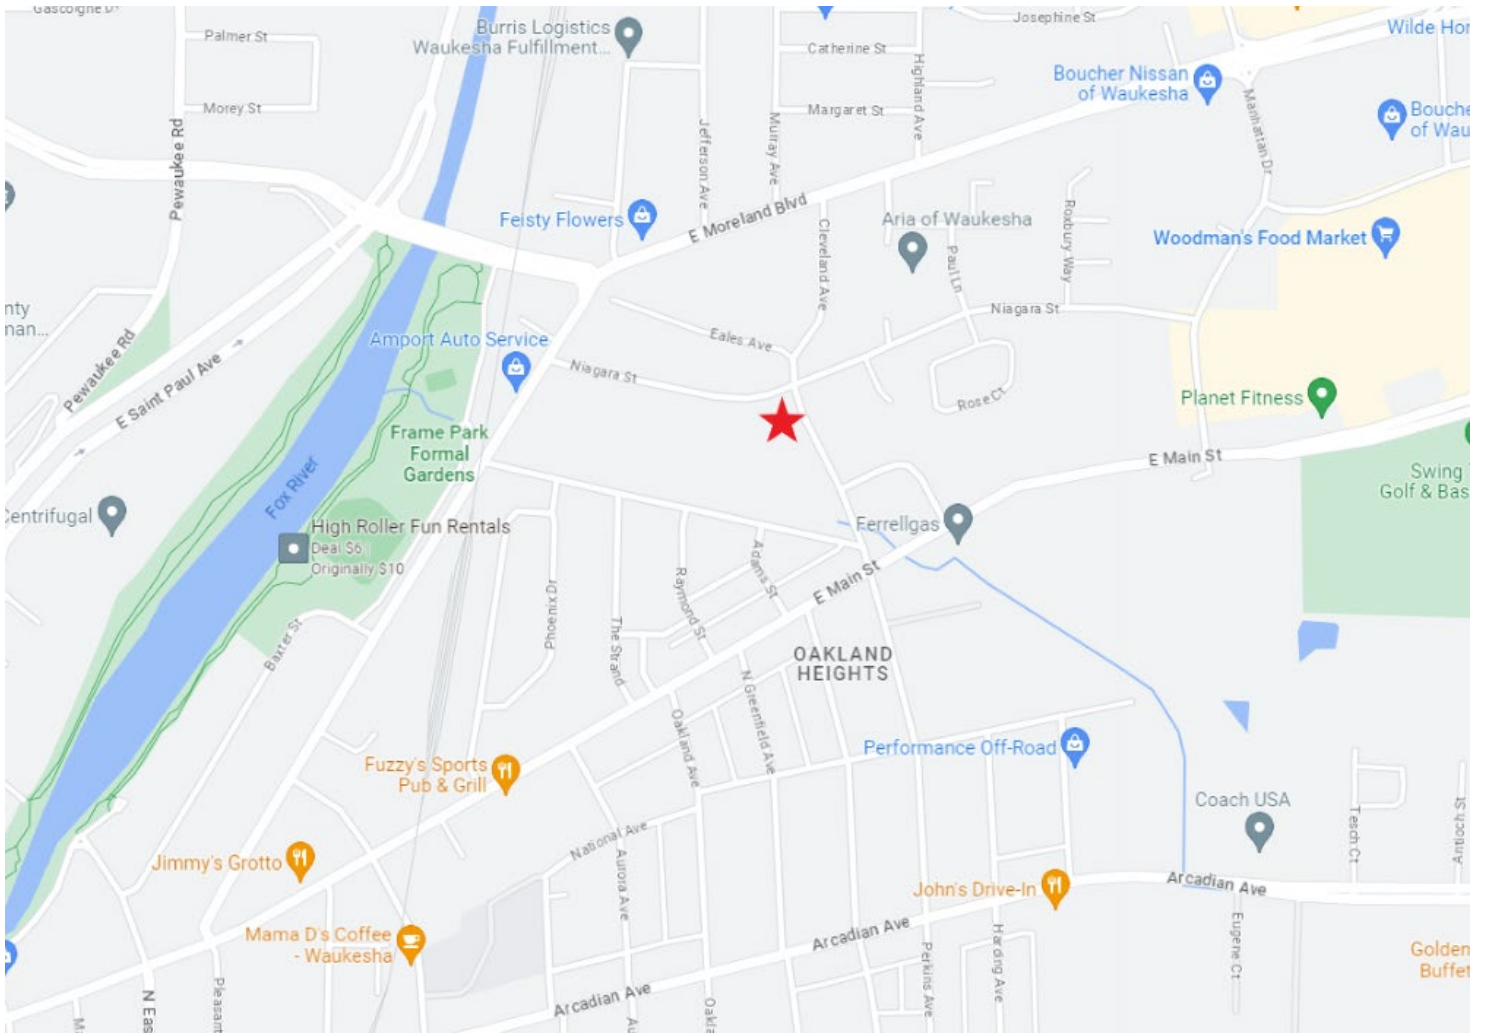 Gascoigne Dr
Palmer St
Burris Logistics
Waukesha Fulfillment...
Josephine St
Wilde Hor
Catherine St
Highland Ave
Boucher Nissan
of Waukesha
Morey St
Margaret St
Manhattan Dr
Bouche
of Wau
Pewaukee Rd
Jefferson Ave
Murray Ave
Feisty Flowers
E Moreland Blvd
Cleveland Ave
Aria of Waukesha
Roxbury Way
Woodman's Food Market
Paul Ln
nty
man...
Niagara St
Amport Auto Service
Eales Ave
Pewaukee Rd
E Saint Paul Ave
Niagara St
Rose Ct
Planet Fitness
Frame Park
Formal
Gardens
E Main St
Swing
Golf & Bas
Fox River
Centrifugal
High Roller Fun Rentals
Deal $6
Originally $10
Ferrellgas
Adams St
E Main St
Phoenix Dr
Raymond St
The Strand
Baxter St
OAKLAND
HEIGHTS
N Greenfield Ave
Oakland Ave
Performance Off-Road
Fuzzy's Sports
Pub & Grill
Coach USA
Tesch Ct
Antioch St
National Ave
Jimmy's Grotto
Aurora Ave
John's Drive-In
Arcadian Ave
Mama D's Coffee
- Waukesha
Arcadian Ave
Perkins Ave
Harding Ave
Eugene Ct
Golden
Buffet
Arcadian Ave
N Eas
Pleasant
Ma
Au
Oakla